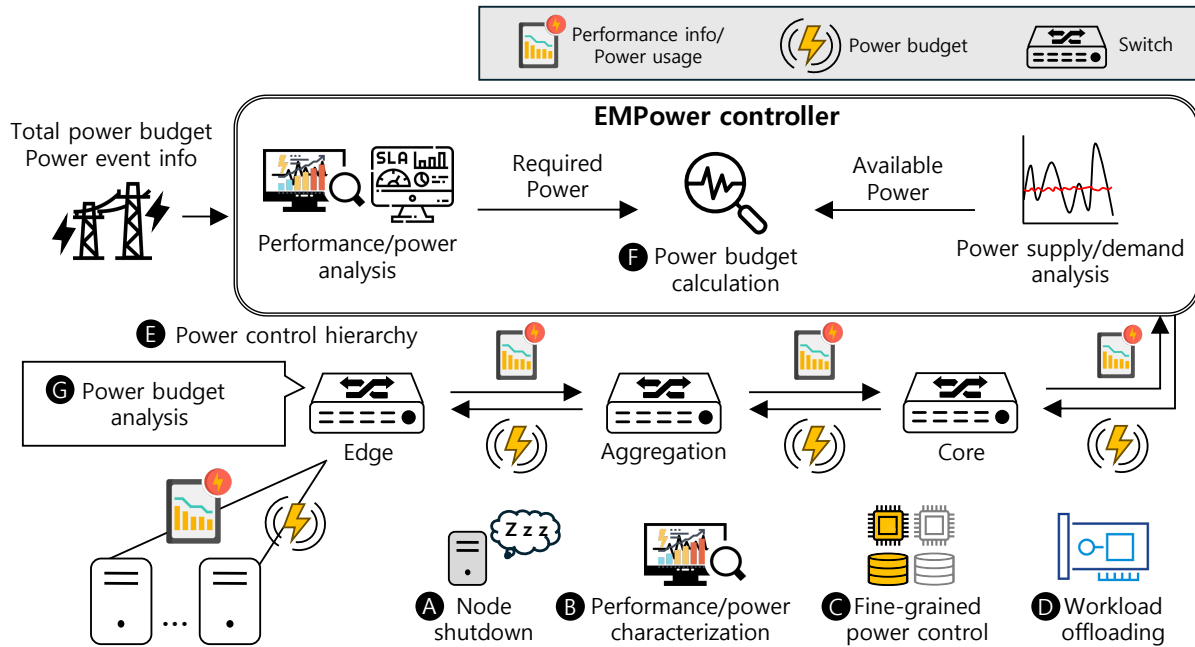 Performance info/
Power usage
Power budget
Switch
Total power budget
Power event info
EMPower controller
SLA
Performance/power
analysis
Required
Power
F Power budget
calculation
Available
Power
Power supply/demand
analysis
E Power control hierarchy
G Power budget
analysis
Edge
Aggregation
Core
...
Z z z
A Node
shutdown
B Performance/power
characterization
C Fine-grained
power control
D Workload
offloading